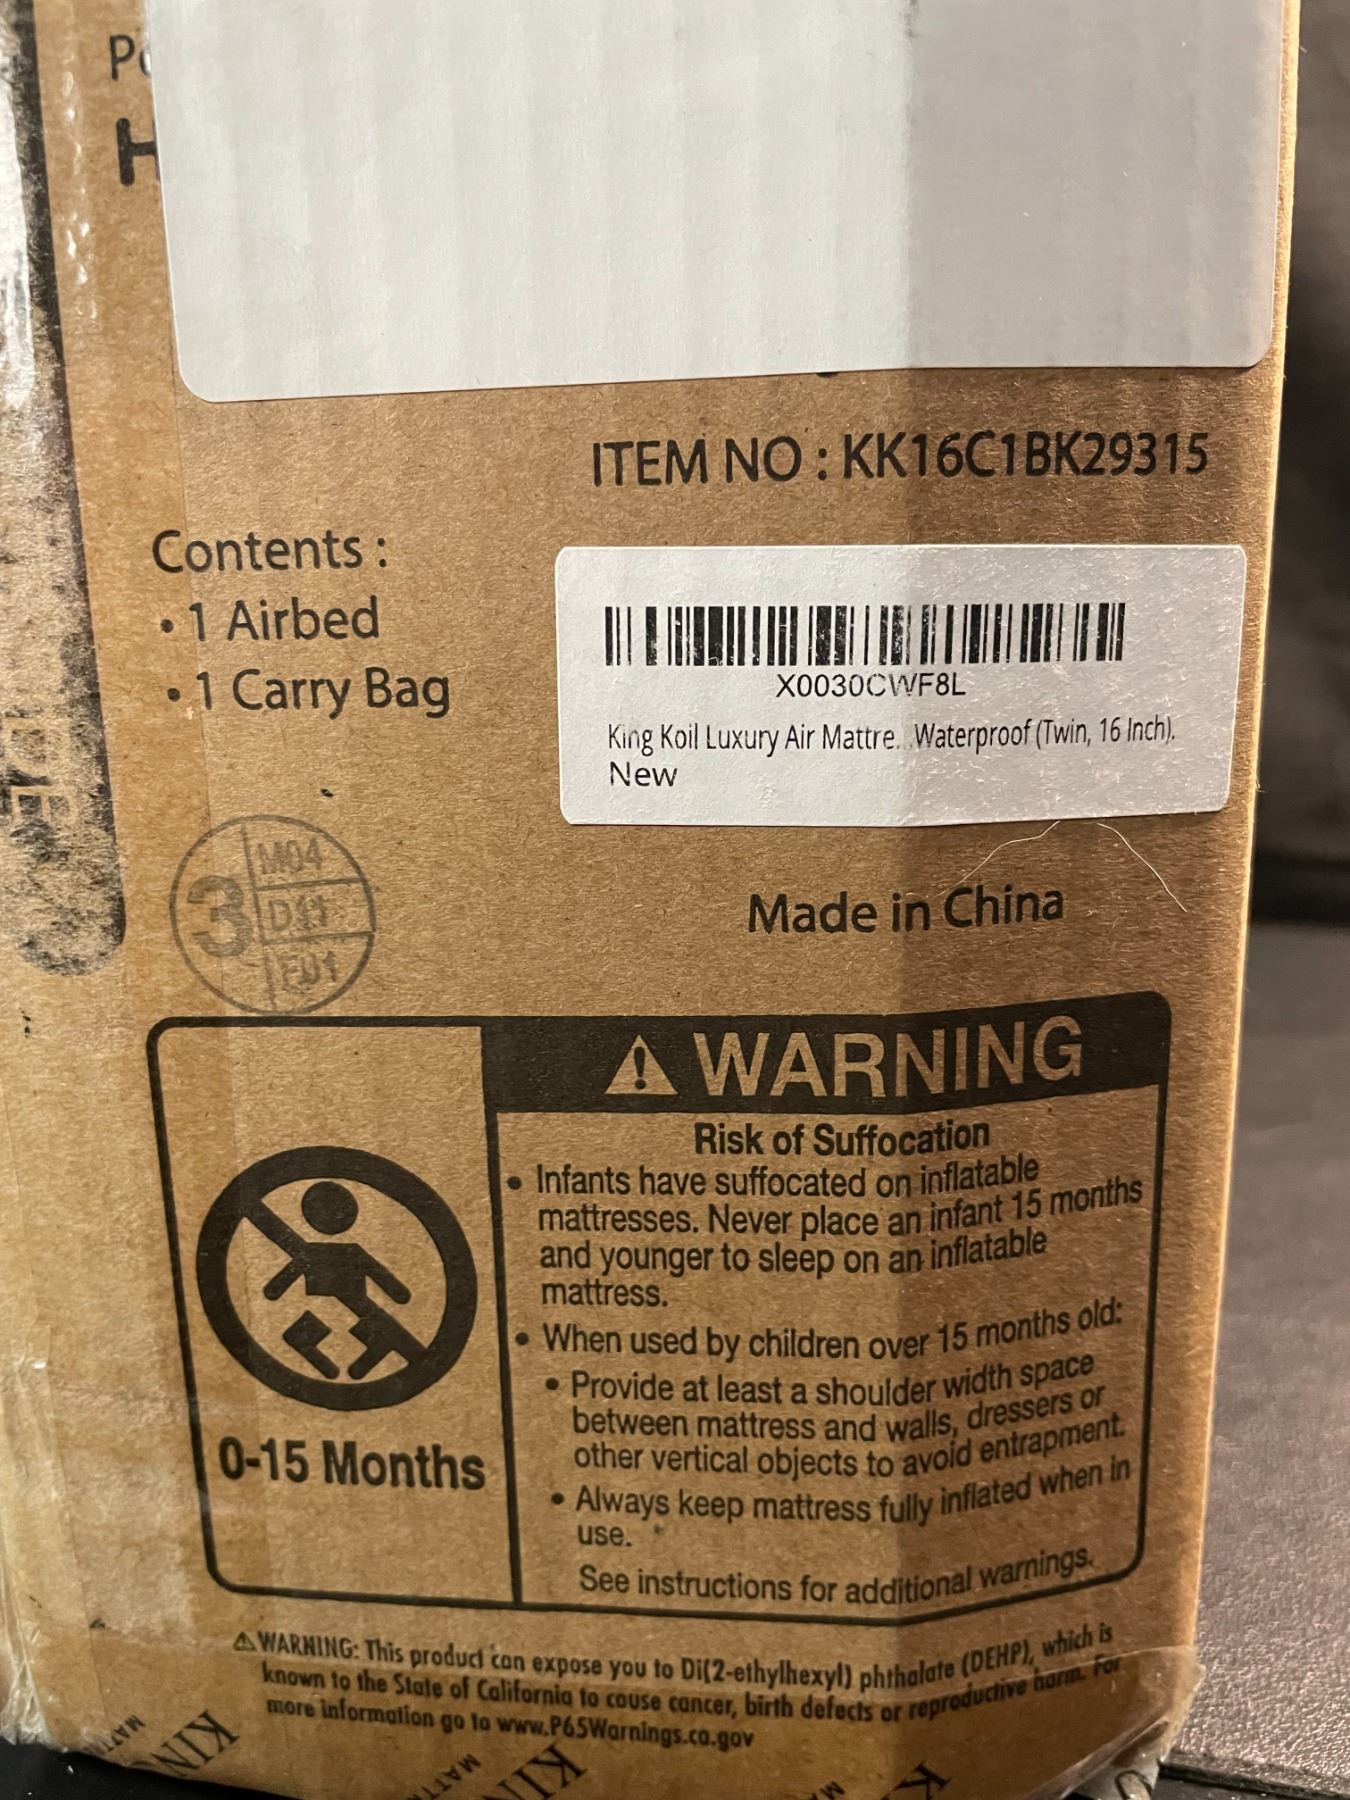 ITEM NO : KK16C1BK29315
Contents :
• 1 Airbed
• 1 Carry Bag
X0030CWF8L
King Koil Luxury Air Mattre. .Waterproof (Twin, 16 Inch).
New
3
M04
F01
Made in China
⚠ WARNING
Risk of Suffocation
• Infants have suffocated on inflatable
mattresses. Never place an infant 15 months
and younger to sleep on an inflatable
mattress.
• When used by children over 15 months old:
• Provide at least a shoulder width space
between mattress and walls, dressers or
other vertical objects to avoid entrapment.
• Always keep mattress fully inflated when in
use.
See instructions for additional warnings.
0-15 Months
⚠ WARNING: This product can expose you to Di(2-ethylhexyl) phthalate (DEHP), which is
known to the State of California to cause cancer, birth defects or reproductive harm. For
more information go to www.P65Warnings.ca.gov